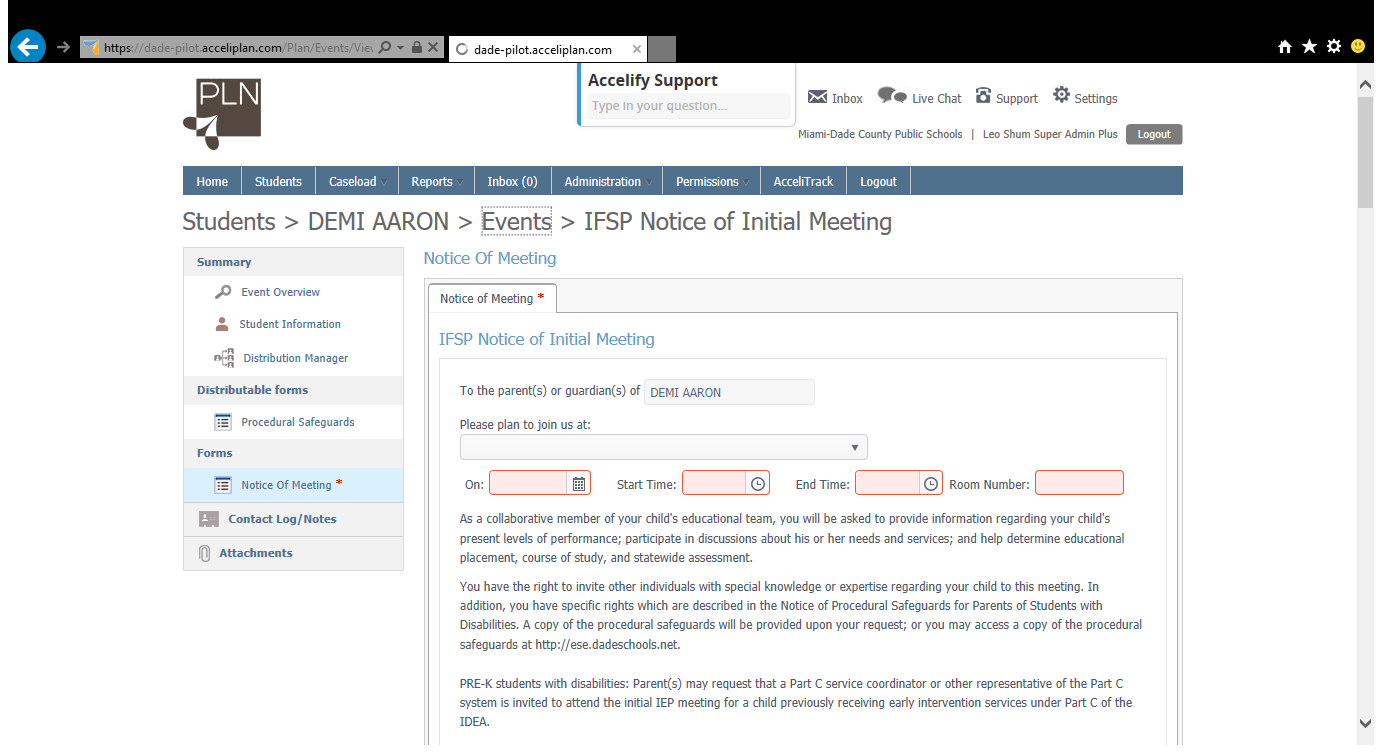 https://dade-pilot.acceliplan.com/Plan/Events/Vie
dade-pilot.acceliplan.com
PLN
Accelify Support
Type in your question...
Inbox
Live Chat
Support
Settings
Miami-Dade County Public Schools | Leo Shum Super Admin Plus
Logout
Home
Students
Caseload
Reports
Inbox (0)
Administration
Permissions
AcceliTrack
Logout
Students > DEMI AARON > Events > IFSP Notice of Initial Meeting
Summary
Event Overview
Student Information
Distribution Manager
Distributable forms
Procedural Safeguards
Forms
Notice Of Meeting *
Contact Log/Notes
Attachments
Notice Of Meeting
Notice of Meeting *
IFSP Notice of Initial Meeting
To the parent(s) or guardian(s) of DEMI AARON
Please plan to join us at:
On: Start Time: End Time: Room Number:
As a collaborative member of your child's educational team, you will be asked to provide information regarding your child's
present levels of performance; participate in discussions about his or her needs and services; and help determine educational
placement, course of study, and statewide assessment.
You have the right to invite other individuals with special knowledge or expertise regarding your child to this meeting. In
addition, you have specific rights which are described in the Notice of Procedural Safeguards for Parents of Students with
Disabilities. A copy of the procedural safeguards will be provided upon your request; or you may access a copy of the procedural
safeguards at http://ese.dadeschools.net.
PRE-K students with disabilities: Parent(s) may request that a Part C service coordinator or other representative of the Part C
system is invited to attend the initial IEP meeting for a child previously receiving early intervention services under Part C of the
IDEA.